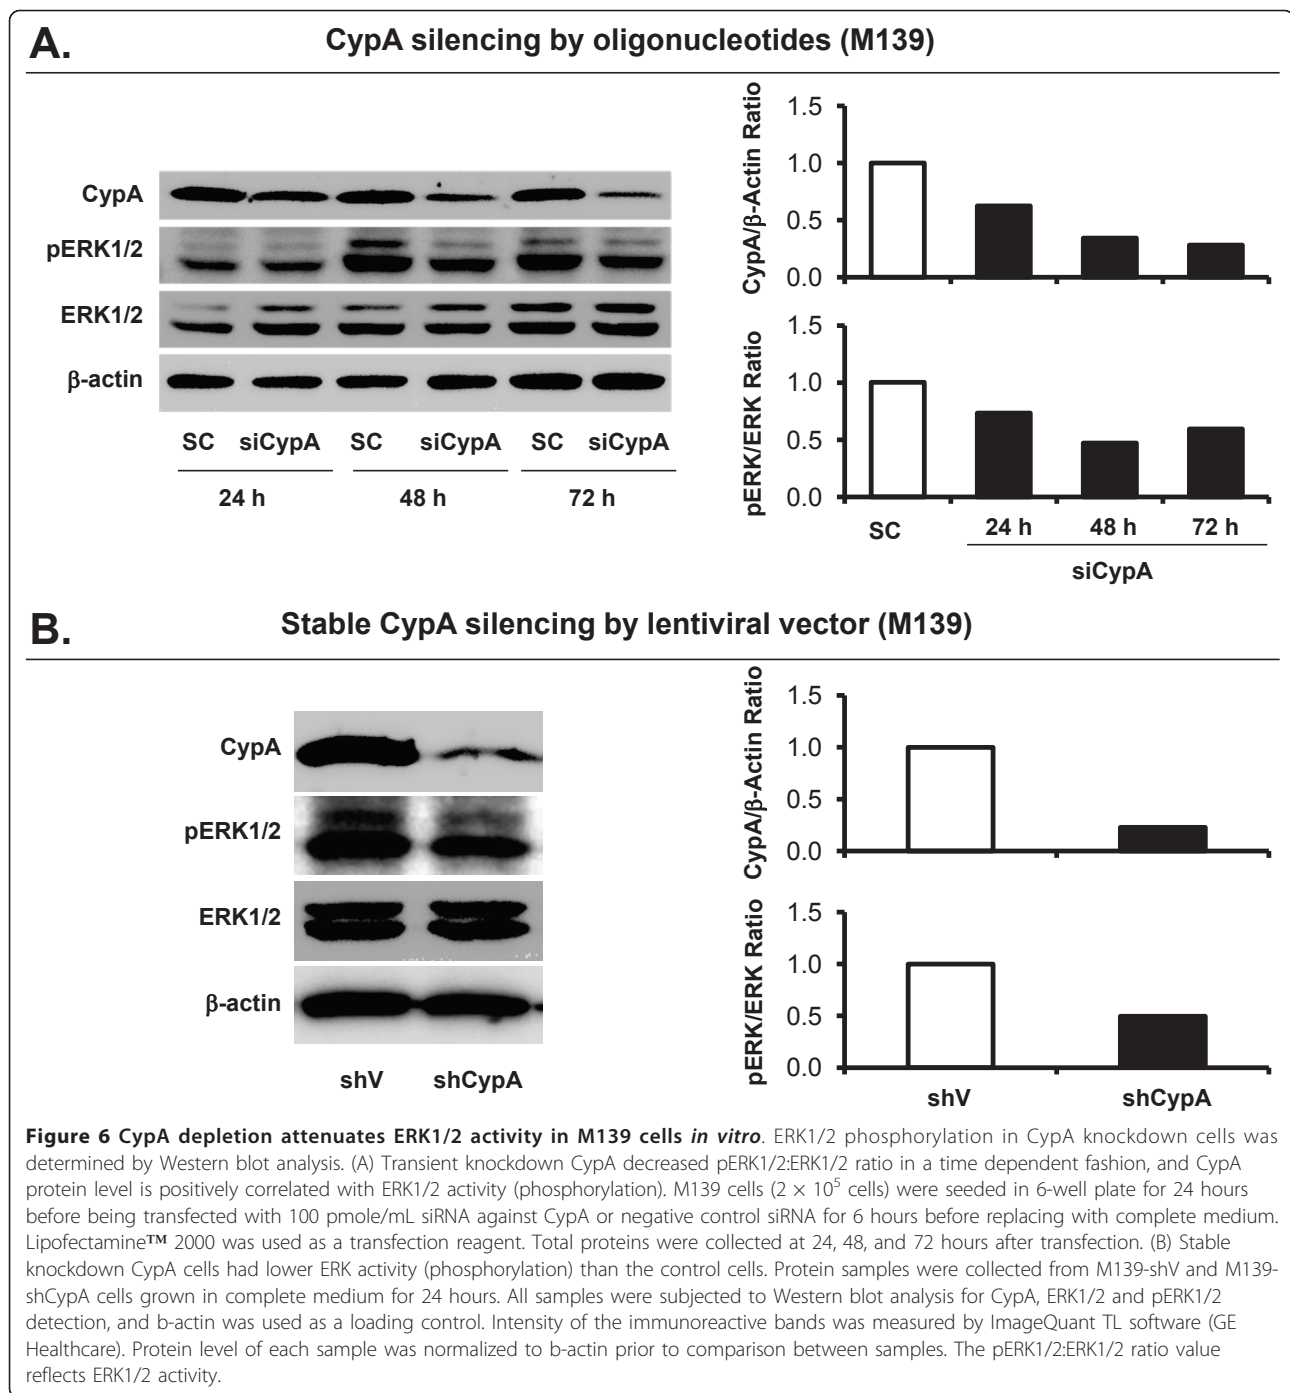 A. CypA silencing by oligonucleotides (M139)
CypA
pERK1/2
ERK1/2
β-actin
SC siCypA SC siCypA SC siCypA
24 h 48 h 72 h
CypA/β-Actin Ratio
1.5
1.0
0.5
0.0
pERK/ERK Ratio
1.5
1.0
0.5
0.0
SC 24 h 48 h 72 h
siCypA
B. Stable CypA silencing by lentiviral vector (M139)
CypA
pERK1/2
ERK1/2
β-actin
shV shCypA
CypA/β-Actin Ratio
1.5
1.0
0.5
0.0
pERK/ERK Ratio
1.5
1.0
0.5
0.0
shV shCypA
Figure 6 CypA depletion attenuates ERK1/2 activity in M139 cells in vitro. ERK1/2 phosphorylation in CypA knockdown cells was
determined by Western blot analysis. (A) Transient knockdown CypA decreased pERK1/2:ERK1/2 ratio in a time dependent fashion, and CypA
protein level is positively correlated with ERK1/2 activity (phosphorylation). M139 cells (2 × 10⁵ cells) were seeded in 6-well plate for 24 hours
before being transfected with 100 pmole/mL siRNA against CypA or negative control siRNA for 6 hours before replacing with complete medium.
Lipofectamine™ 2000 was used as a transfection reagent. Total proteins were collected at 24, 48, and 72 hours after transfection. (B) Stable
knockdown CypA cells had lower ERK activity (phosphorylation) than the control cells. Protein samples were collected from M139-shV and M139-
shCypA cells grown in complete medium for 24 hours. All samples were subjected to Western blot analysis for CypA, ERK1/2 and pERK1/2
detection, and b-actin was used as a loading control. Intensity of the immunoreactive bands was measured by ImageQuant TL software (GE
Healthcare). Protein level of each sample was normalized to b-actin prior to comparison between samples. The pERK1/2:ERK1/2 ratio value
reflects ERK1/2 activity.